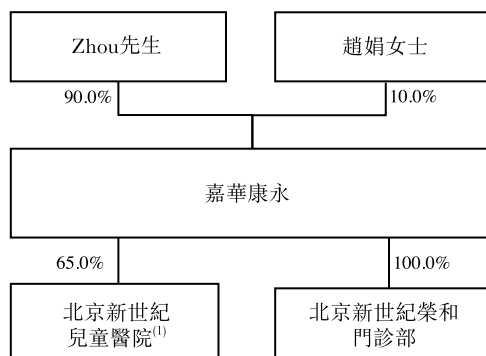 Zhou先生
趙娟女士
90.0%
10.0%
嘉華康永
65.0%
100.0%
北京新世紀
兒童醫院(1)
北京新世紀榮和
門診部